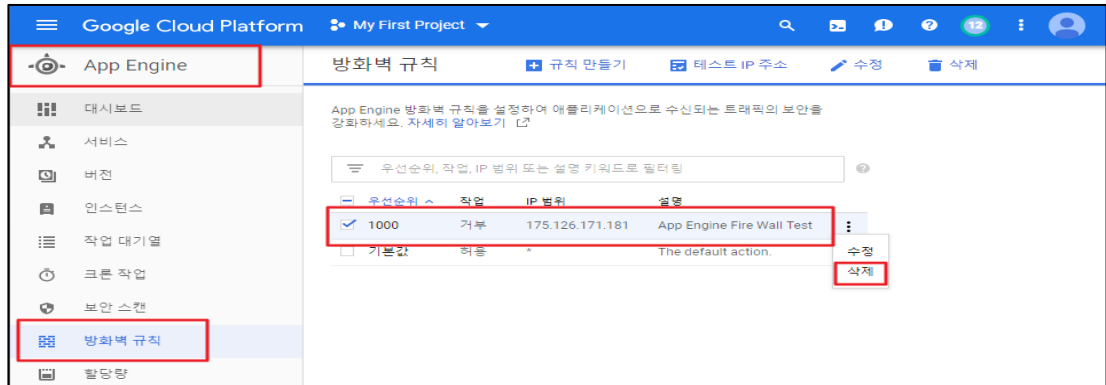 Google Cloud Platform My First Project 12
App Engine 방화벽 규칙 규칙 만들기 테스트 IP 주소 수정 삭제
대시보드
서비스
버전
인스턴스
작업 대기열
크론 작업
보안 스캔
방화벽 규칙
할당량
App Engine 방화벽 규칙을 설정하여 애플리케이션으로 수신되는 트래픽의 보안을
강화하세요. 자세히 알아보기
우선순위, 작업, IP 범위 또는 설명 키워드로 필터링
우선순위 작업 IP 범위 설명
1000 거부 175.126.171.181 App Engine Fire Wall Test
기본값 허용 * The default action.
수정
삭제